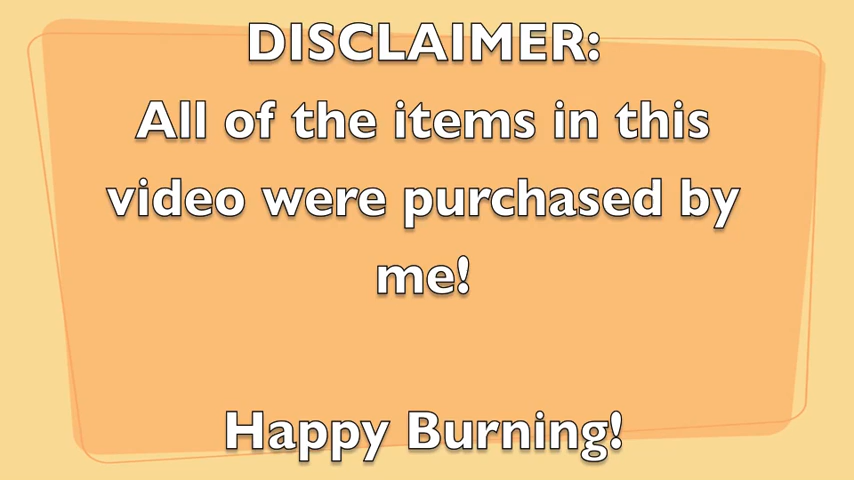 DISCLAIMER:
All of the items in this
video were purchased by
me!
Happy Burning!